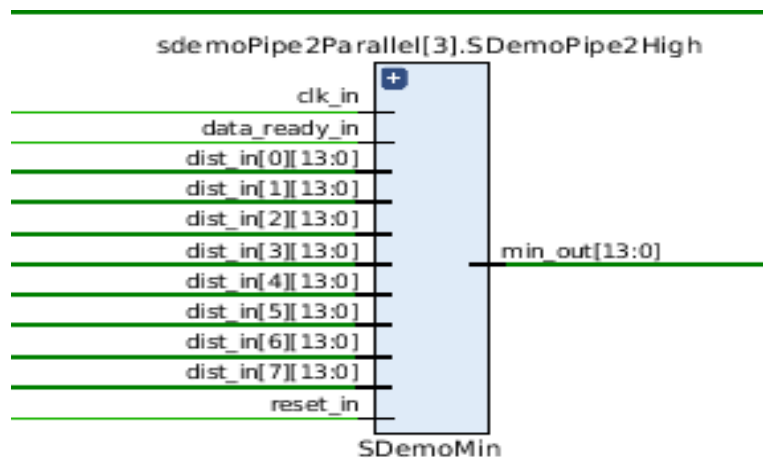 sdemoPipe2Parallel[3].SDemoPipe2High
clk_in
data_ready_in
dist_in[0][13:0]
dist_in[1][13:0]
dist_in[2][13:0]
dist_in[3][13:0]
min_out[13:0]
dist_in[4][13:0]
dist_in[5][13:0]
dist_in[6][13:0]
dist_in[7][13:0]
reset_in
SDemoMin